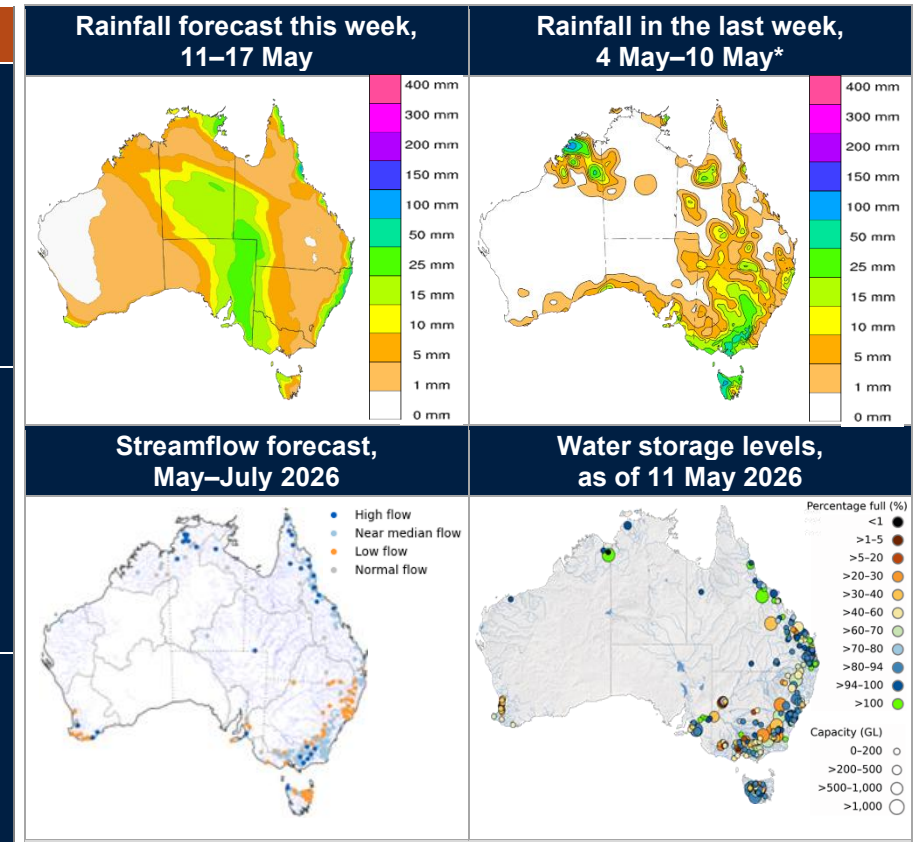 Rainfall forecast this week,
11–17 May
400 mm
300 mm
200 mm
150 mm
100 mm
50 mm
25 mm
15 mm
10 mm
5 mm
1 mm
0 mm
Rainfall in the last week,
4 May–10 May*
400 mm
300 mm
200 mm
150 mm
100 mm
50 mm
25 mm
15 mm
10 mm
5 mm
1 mm
0 mm
Streamflow forecast,
May–July 2026
High flow
Near median flow
Low flow
Normal flow
Water storage levels,
as of 11 May 2026
Percentage full (%)
<1
>1–5
>5–20
>20–30
>30–40
>40–60
>60–70
>70–80
>80–94
>94–100
>100
Capacity (GL)
0–200
>200–500
>500–1,000
>1,000